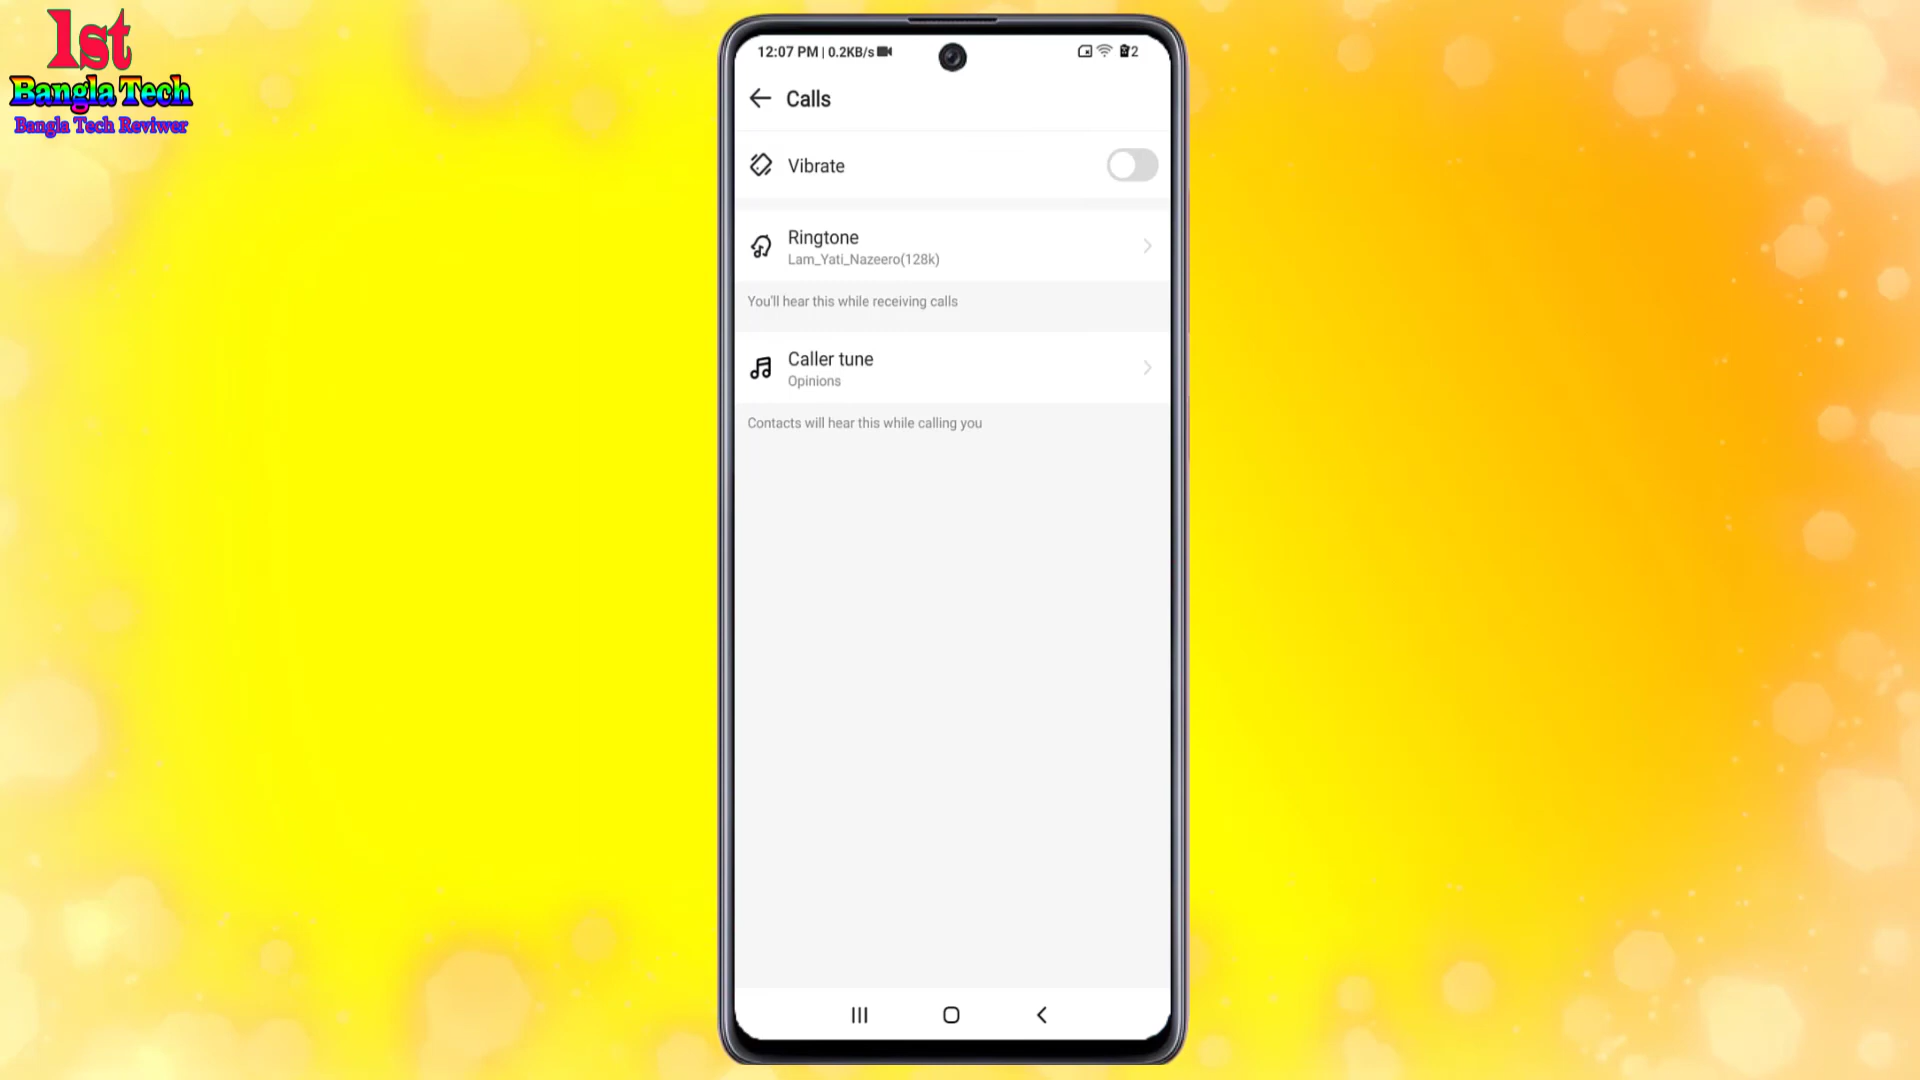 1st
Bangla Tech
Bangla Tech Reviwer
12:07 PM | 0.2KB/s
2
Calls
Vibrate
Ringtone
Lam_Yati_Nazeero(128k)
You'll hear this while receiving calls
Caller tune
Opinions
Contacts will hear this while calling you